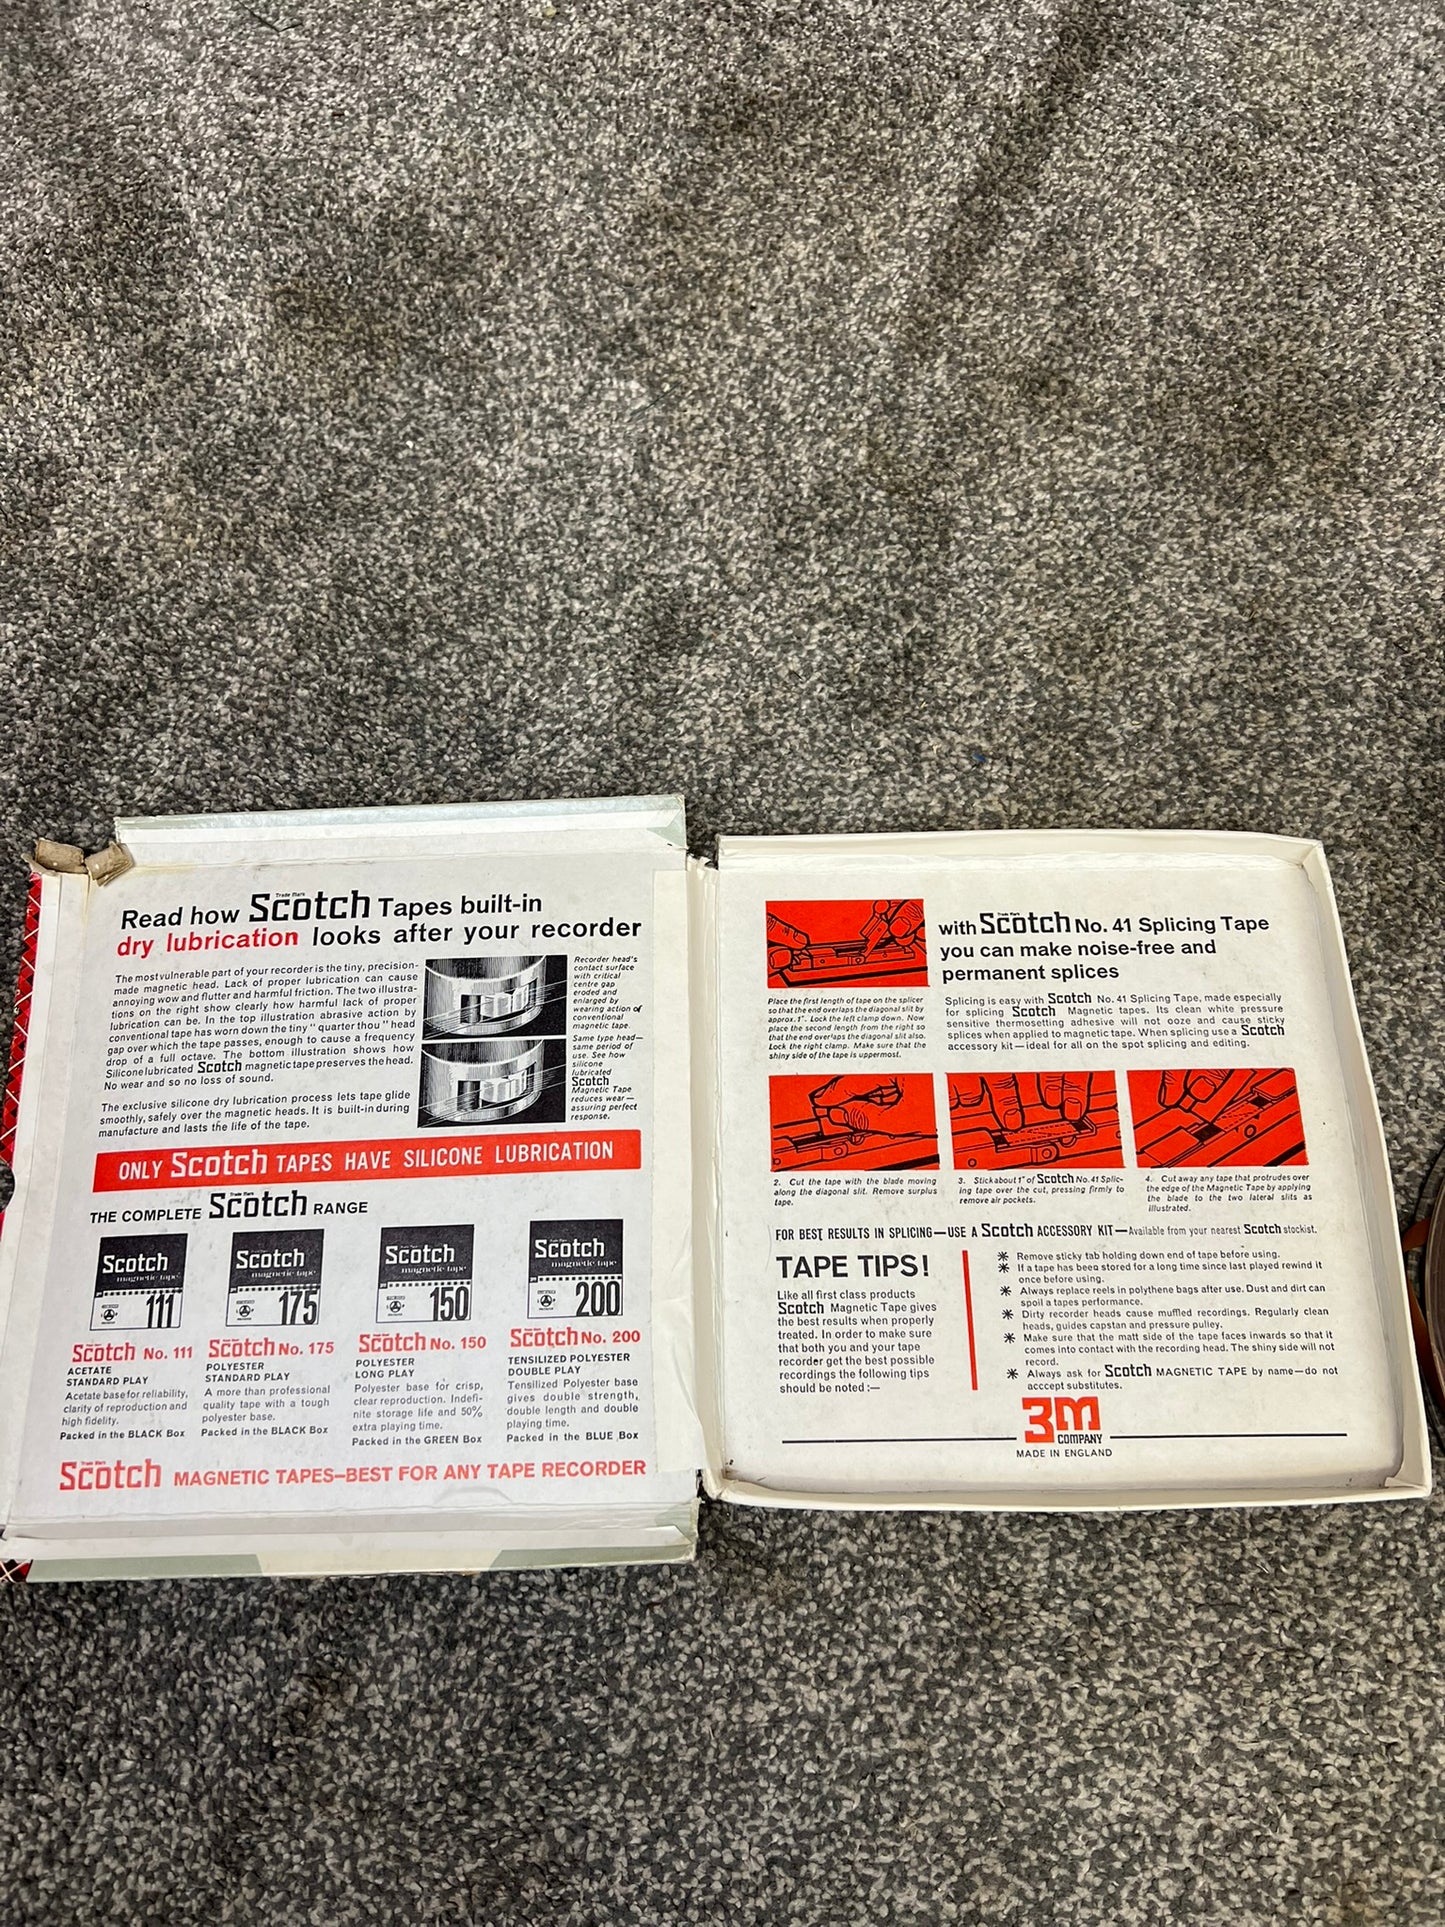 Trade Mark
Read how Scotch Tapes built-in
dry lubrication looks after your recorder
The most vulnerable part of your recorder is the tiny, precision-
made magnetic head. Lack of proper lubrication can cause
annoying wow and flutter and harmful friction. The two illustra-
tions on the right show clearly how harmful lack of proper
lubrication can be. In the top illustration abrasive action by
conventional tape has worn down the tiny "quarter thou" head
gap over which the tape passes, enough to cause a frequency
drop of a full octave. The bottom illustration shows how
Silicone lubricated Scotch magnetic tape preserves the head.
No wear and so no loss of sound.
The exclusive silicone dry lubrication process lets tape glide
smoothly, safely over the magnetic heads. It is built-in during
manufacture and lasts the life of the tape.
Recorder head's
contact surface
with critical
centre gap
eroded and
enlarged by
wearing action of
conventional
magnetic tape.
Same type head—
same period of
use. See how
silicone
lubricated
Scotch
Magnetic Tape
reduces wear—
assuring perfect
response.
ONLY Scotch TAPES HAVE SILICONE LUBRICATION
Trade Mark
THE COMPLETE Scotch RANGE
Scotch
magnetic tape
111
Scotch
magnetic tape
175
Scotch
magnetic tape
150
Scotch
magnetic tape
200
Scotch No. 111
ACETATE
STANDARD PLAY
Acetate base for reliability,
clarity of reproduction and
high fidelity.
Packed in the BLACK Box
Scotch No. 175
POLYESTER
STANDARD PLAY
A more than professional
quality tape with a tough
polyester base.
Packed in the BLACK Box
Scotch No. 150
POLYESTER
LONG PLAY
Polyester base for crisp,
clear reproduction. Indefi-
nite storage life and 50%
extra playing time.
Packed in the GREEN Box
Scotch No. 200
TENSILIZED POLYESTER
DOUBLE PLAY
Tensilized Polyester base
gives double strength,
double length and double
playing time.
Packed in the BLUE Box
Scotch MAGNETIC TAPES—BEST FOR ANY TAPE RECORDER
with Scotch No. 41 Splicing Tape
you can make noise-free and
permanent splices
Place the first length of tape on the splicer
so that the end overlaps the diagonal slit by
approx. 1". Lock the left clamp down. Now
place the second length from the right so
that the end overlaps the diagonal slit also.
Lock the right clamp. Make sure that the
shiny side of the tape is uppermost.
Splicing is easy with Scotch No. 41 Splicing Tape, made especially
for splicing Scotch Magnetic tapes. Its clean white pressure
sensitive thermosetting adhesive will not ooze and cause sticky
splices when applied to magnetic tape. When splicing use a Scotch
accessory kit—ideal for all on the spot splicing and editing.
2. Cut the tape with the blade moving
along the diagonal slit. Remove surplus
tape.
3. Stick about 1" of Scotch No. 41 Splic-
ing tape over the cut, pressing firmly to
remove air pockets.
4. Cut away any tape that protrudes over
the edge of the Magnetic Tape by applying
the blade to the two lateral slits as
illustrated.
FOR BEST RESULTS IN SPLICING—USE A Scotch ACCESSORY KIT—Available from your nearest Scotch stockist.
TAPE TIPS!
Like all first class products
Scotch Magnetic Tape gives
the best results when properly
treated. In order to make sure
that both you and your tape
recorder get the best possible
recordings the following tips
should be noted :—
* Remove sticky tab holding down end of tape before using.
* If a tape has been stored for a long time since last played rewind it
once before using.
* Always replace reels in polythene bags after use. Dust and dirt can
spoil a tapes performance.
* Dirty recorder heads cause muffled recordings. Regularly clean
heads, guides capstan and pressure pulley.
* Make sure that the matt side of the tape faces inwards so that it
comes into contact with the recording head. The shiny side will not
record.
* Always ask for Scotch MAGNETIC TAPE by name—do not
acccept substitutes.
3M
COMPANY
MADE IN ENGLAND